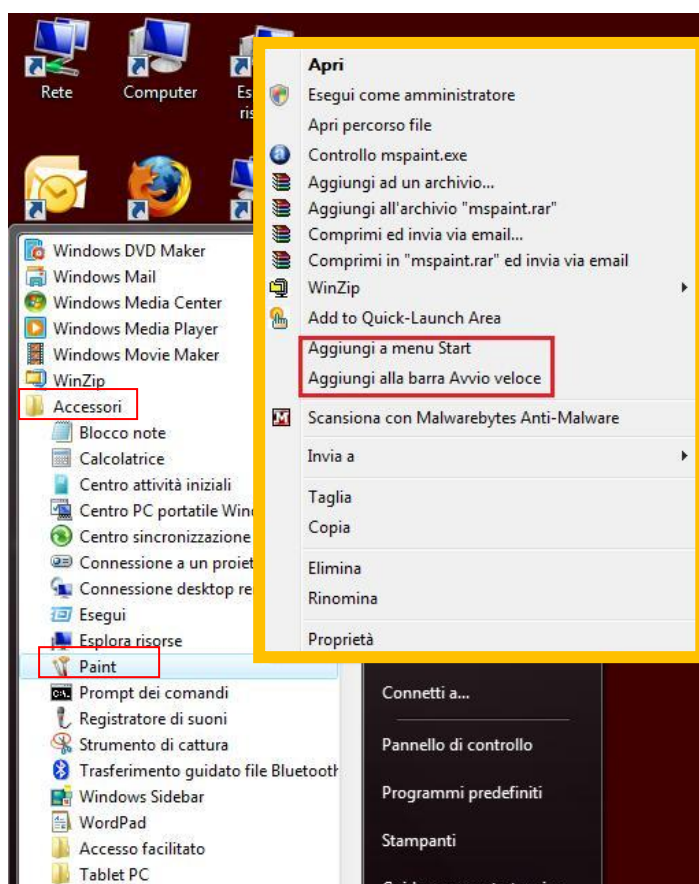 Rete
Computer
Apri
Esegui come amministratore
Apri percorso file
Controllo mspaint.exe
Aggiungi ad un archivio...
Aggiungi all'archivio "mspaint.rar"
Comprimi ed invia via email...
Comprimi in "mspaint.rar" ed invia via email
WinZip
Add to Quick-Launch Area
Aggiungi a menu Start
Aggiungi alla barra Avvio veloce
Scansiona con Malwarebytes Anti-Malware
Invia a
Taglia
Copia
Elimina
Rinomina
Proprietà
Windows DVD Maker
Windows Mail
Windows Media Center
Windows Media Player
Windows Movie Maker
WinZip
Accessori
Blocco note
Calcolatrice
Centro attività iniziali
Centro PC portatile Wind
Centro sincronizzazione
Connessione a un proiet
Connessione desktop re
Esegui
Esplora risorse
Paint
Prompt dei comandi
Registratore di suoni
Strumento di cattura
Trasferimento guidato file Bluetooth
Windows Sidebar
WordPad
Accesso facilitato
Tablet PC
Connetti a...
Pannello di controllo
Programmi predefiniti
Stampanti